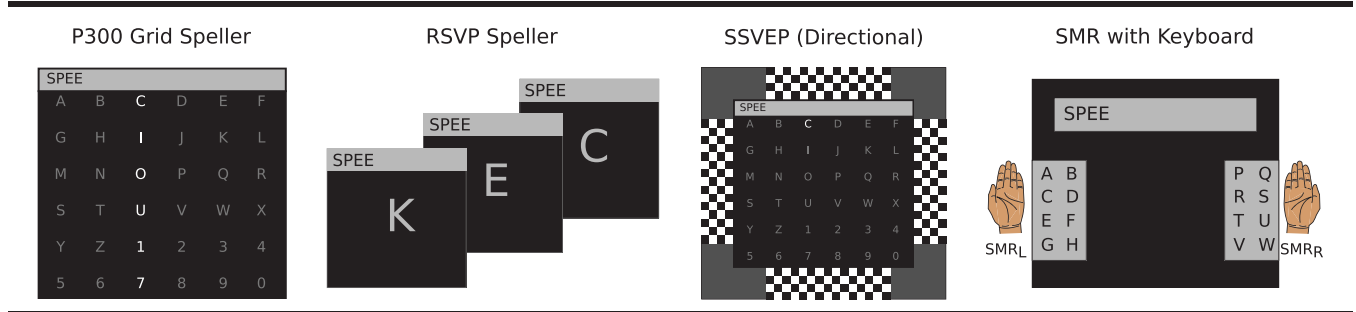 P300 Grid Speller
SPEE
A B C D E F
G H I J K L
M N O P Q R
S T U V W X
Y Z 1 2 3 4
5 6 7 8 9 0
RSVP Speller
SPEE
K
SPEE
E
SPEE
C
SSVEP (Directional)
SPEE
A B C D E F
G H I J K L
M N O P Q R
S T U V W X
Y Z 1 2 3 4
5 6 7 8 9 0
SMR with Keyboard
SPEE
A B
C D
E F
G H
SMRL
P Q
R S
T U
V W
SMRR